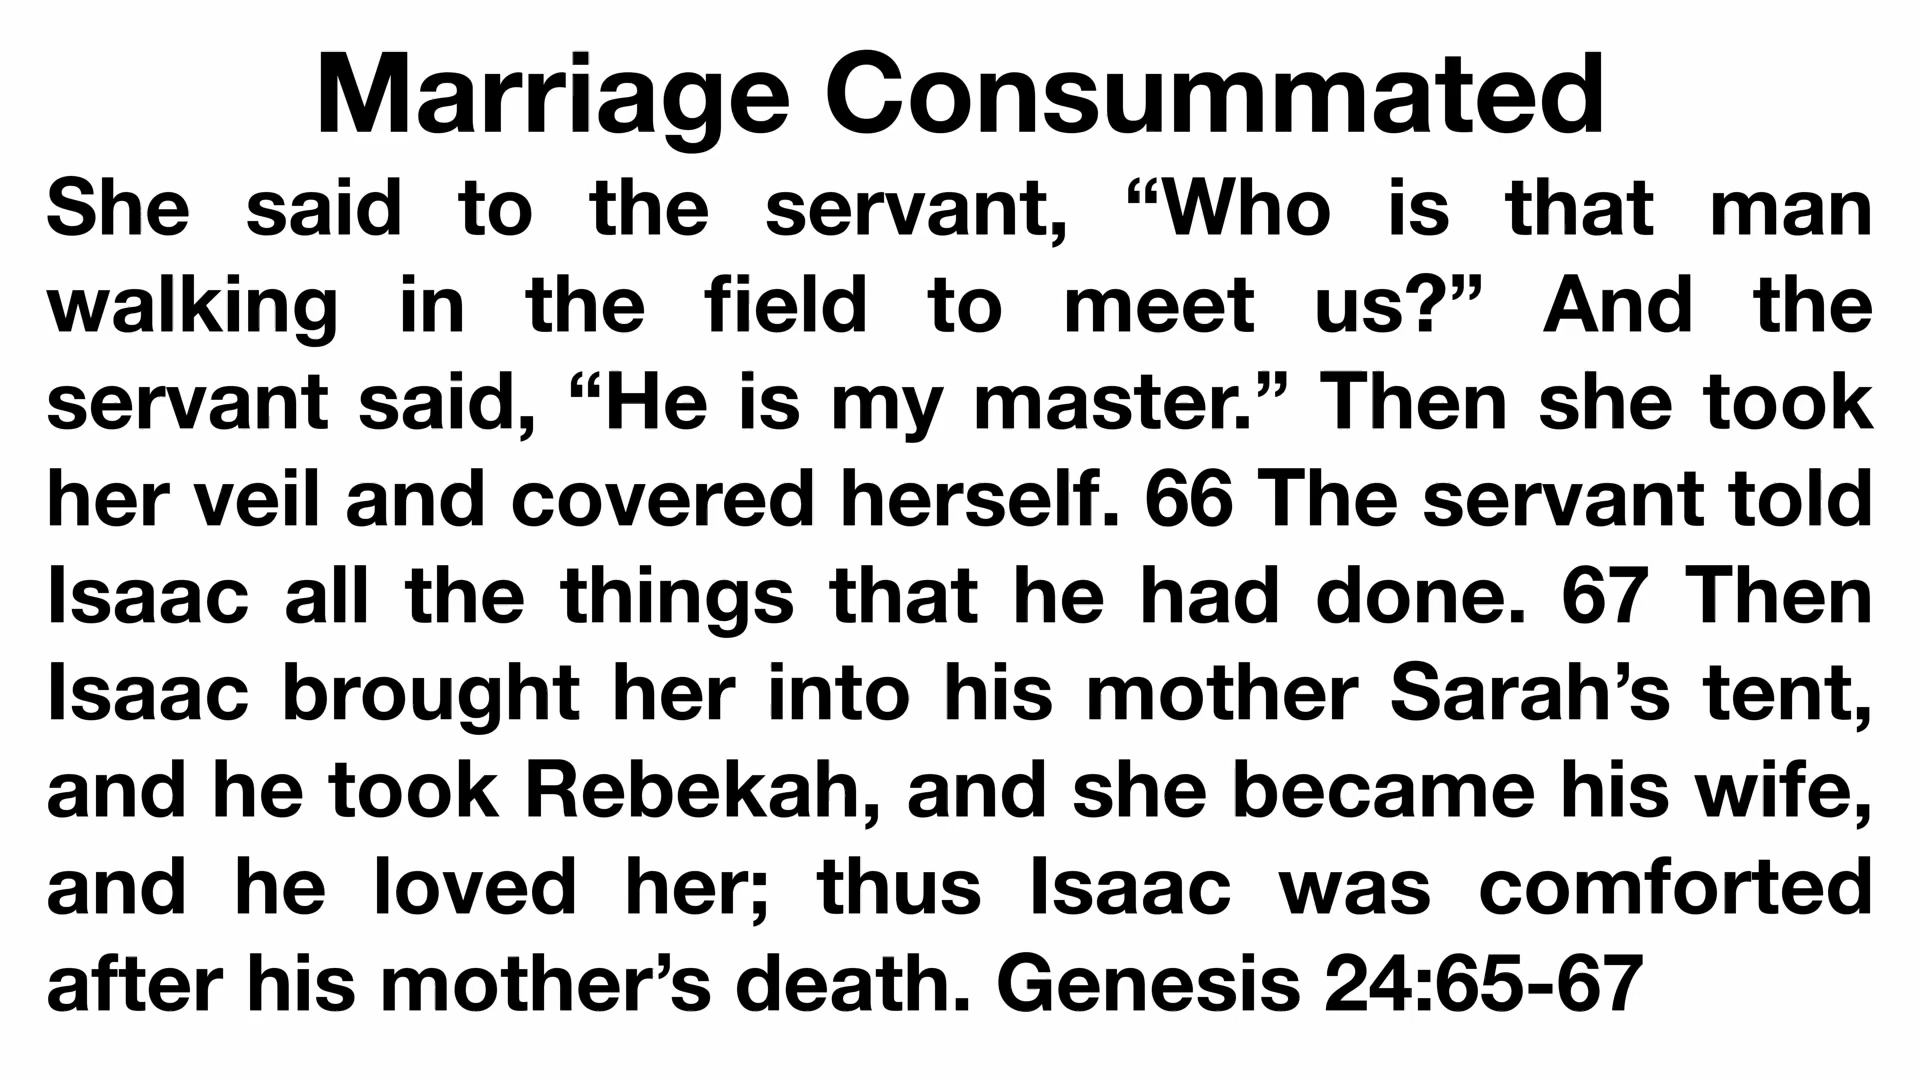 Marriage Consummated
She said to the servant, “Who is that man
walking in the field to meet us?” And the
servant said, “He is my master.” Then she took
her veil and covered herself. 66 The servant told
Isaac all the things that he had done. 67 Then
Isaac brought her into his mother Sarah’s tent,
and he took Rebekah, and she became his wife,
and he loved her; thus Isaac was comforted
after his mother’s death. Genesis 24:65-67